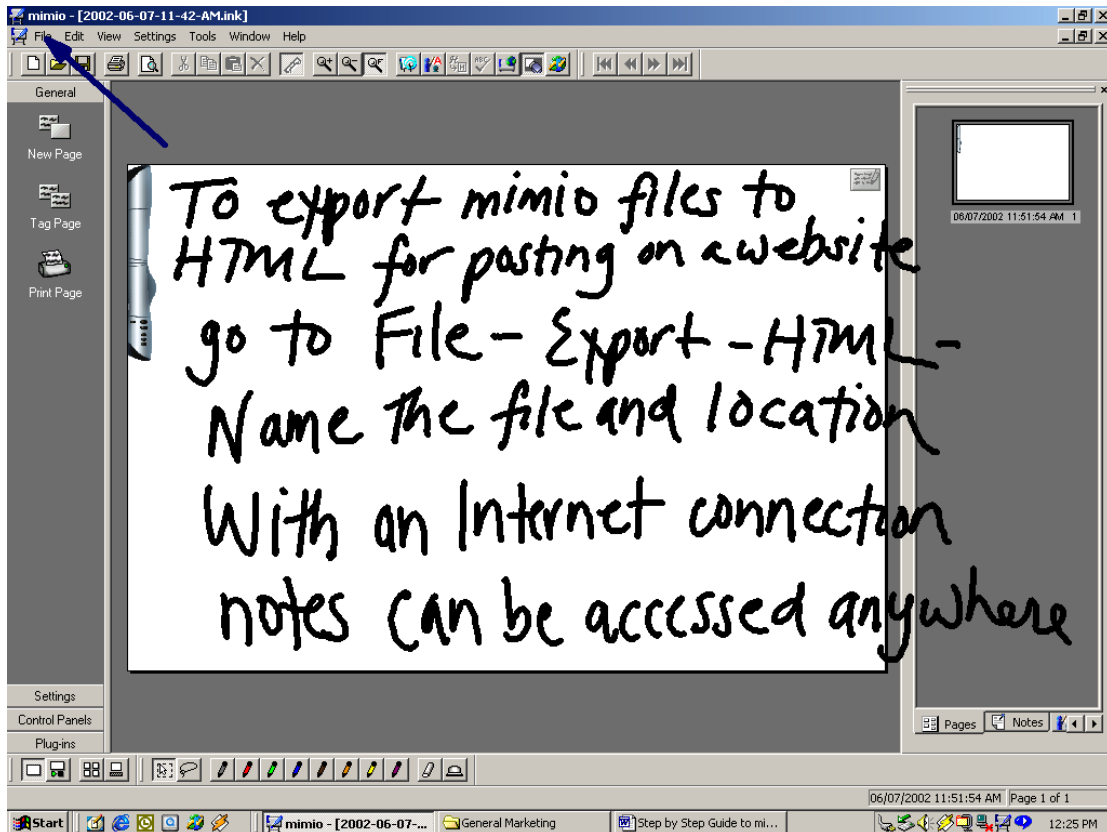 mimio - [2002-06-07-11-42-AM.ink]
File Edit View Settings Tools Window Help
General
New Page
Tag Page
Print Page
To export mimio files to
HTML for posting on a website
go to File - Export - HTML -
Name the file and location
With an Internet connection
notes can be accessed anywhere
06/07/2002 11:51:54 AM 1
Settings
Control Panels
Plug-ins
Pages Notes
06/07/2002 11:51:54 AM Page 1 of 1
Start mimio - [2002-06-07-... General Marketing Step by Step Guide to mi... 12:25 PM